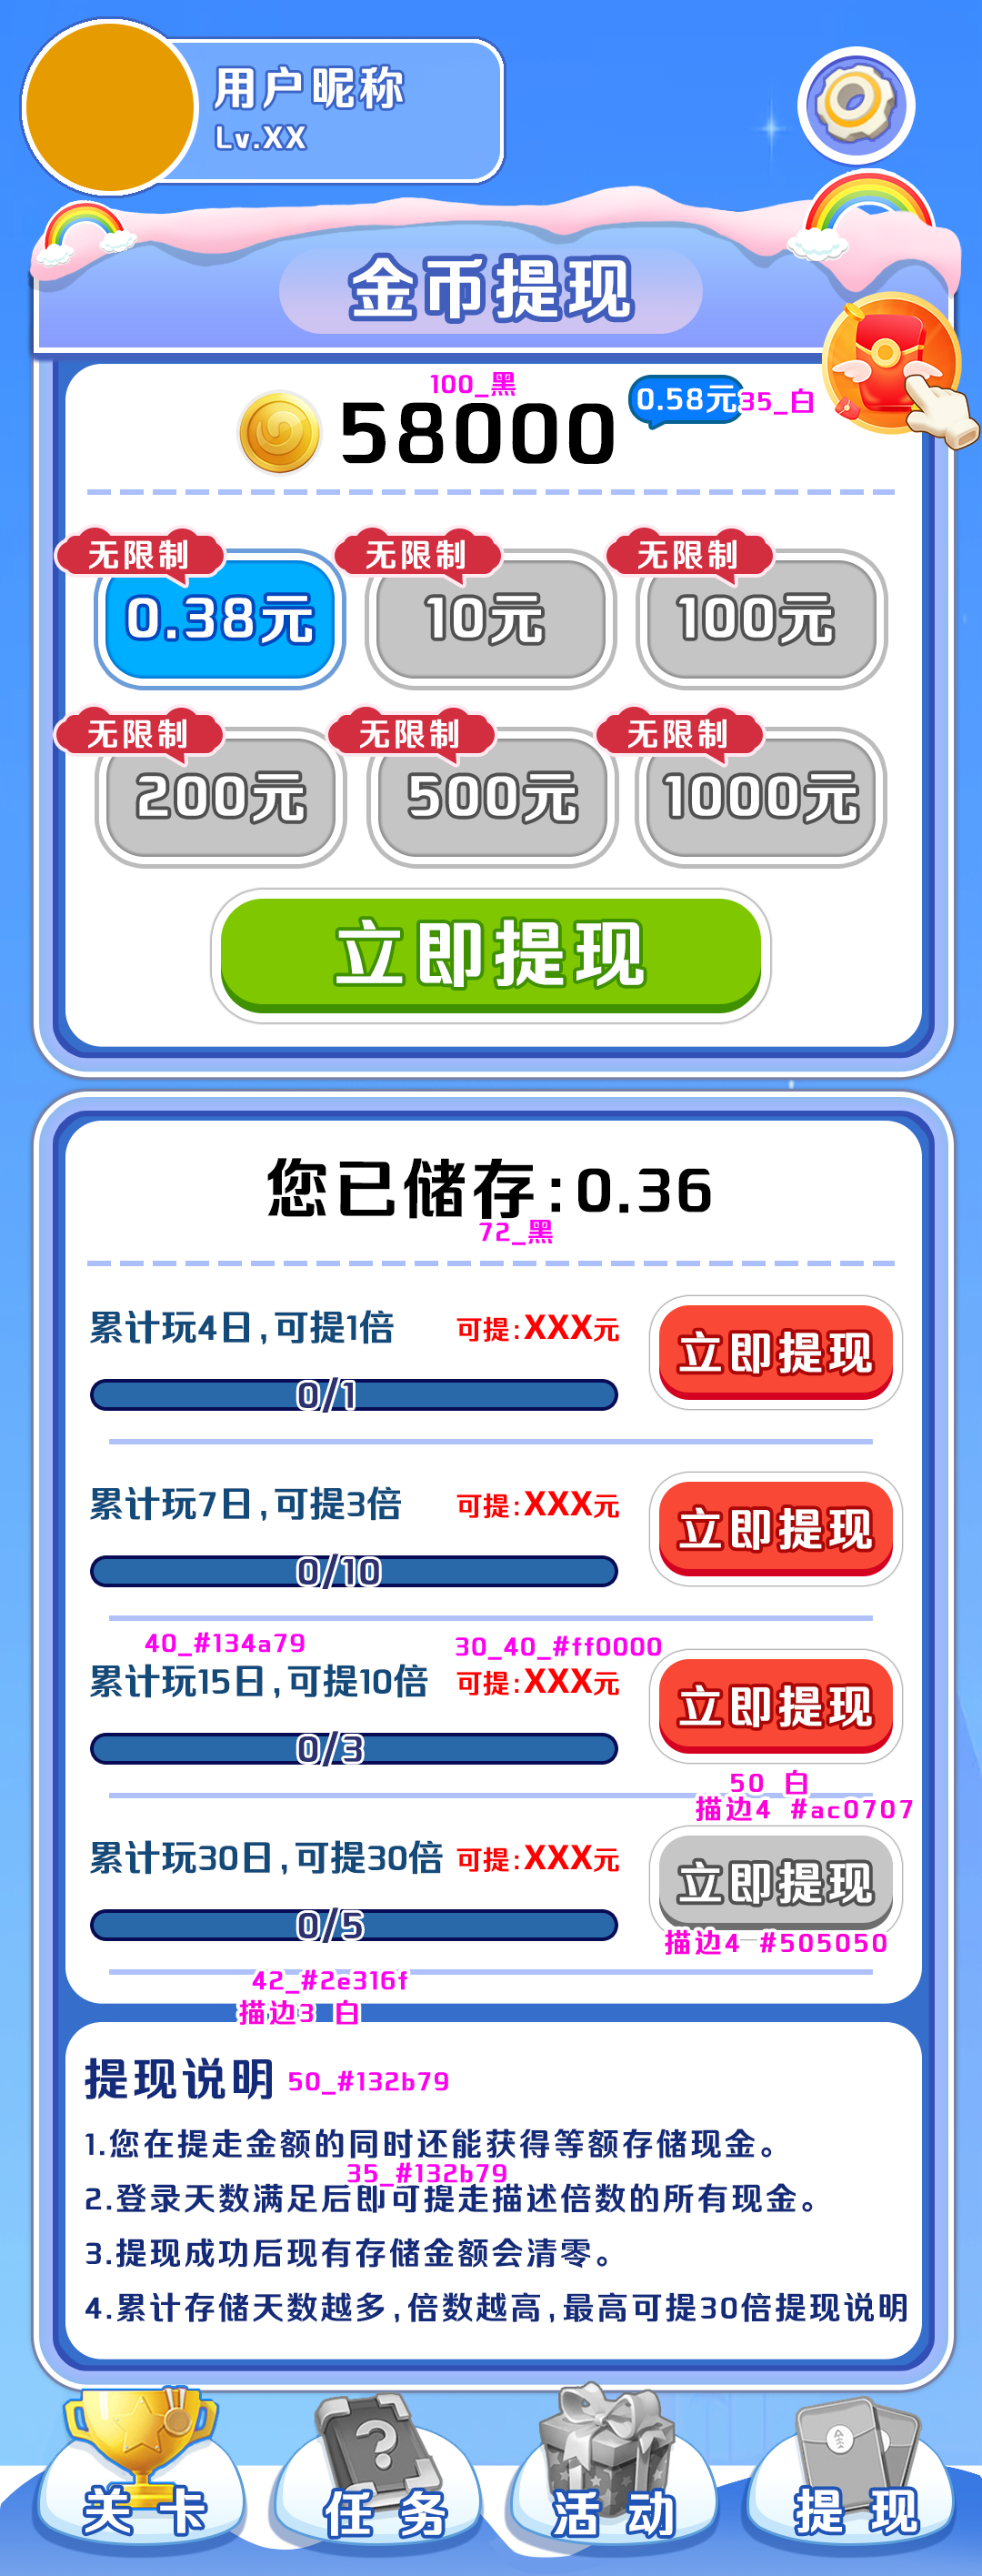 用户昵称
Lv.XX
金币提现
100_黑
58000
0.58元
35_白
无限制
无限制
无限制
0.38元
10元
100元
无限制
无限制
无限制
200元
500元
1000元
立即提现
您已储存:0.36
72_黑
累计玩4日,可提1倍
可提:XXX元
立即提现
0/1
累计玩7日,可提3倍
可提:XXX元
立即提现
0/10
40_#134a79
30_40_#ff0000
累计玩15日,可提10倍
可提:XXX元
立即提现
0/3
50 白
描边4 #ac0707
累计玩30日,可提30倍
可提:XXX元
立即提现
0/5
描边4 #505050
42_#2e316f
描边3 白
提现说明
50_#132b79
1.您在提走金额的同时还能获得等额存储现金。
35_#132b79
2.登录天数满足后即可提走描述倍数的所有现金。
3.提现成功后现有存储金额会清零。
4.累计存储天数越多,倍数越高,最高可提30倍提现说明
关卡
任务
活动
提现